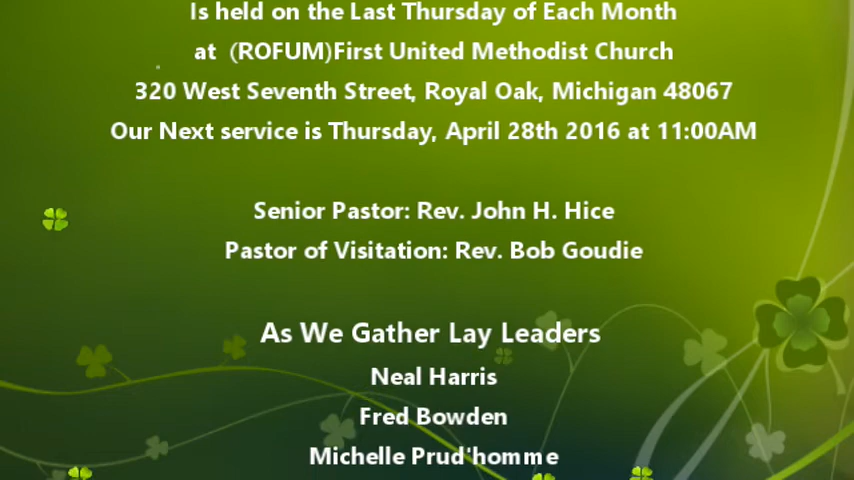 Is held on the Last Thursday of Each Month
at (ROFUM)First United Methodist Church
320 West Seventh Street, Royal Oak, Michigan 48067
Our Next service is Thursday, April 28th 2016 at 11:00AM
Senior Pastor: Rev. John H. Hice
Pastor of Visitation: Rev. Bob Goudie
As We Gather Lay Leaders
Neal Harris
Fred Bowden
Michelle Prud'homme